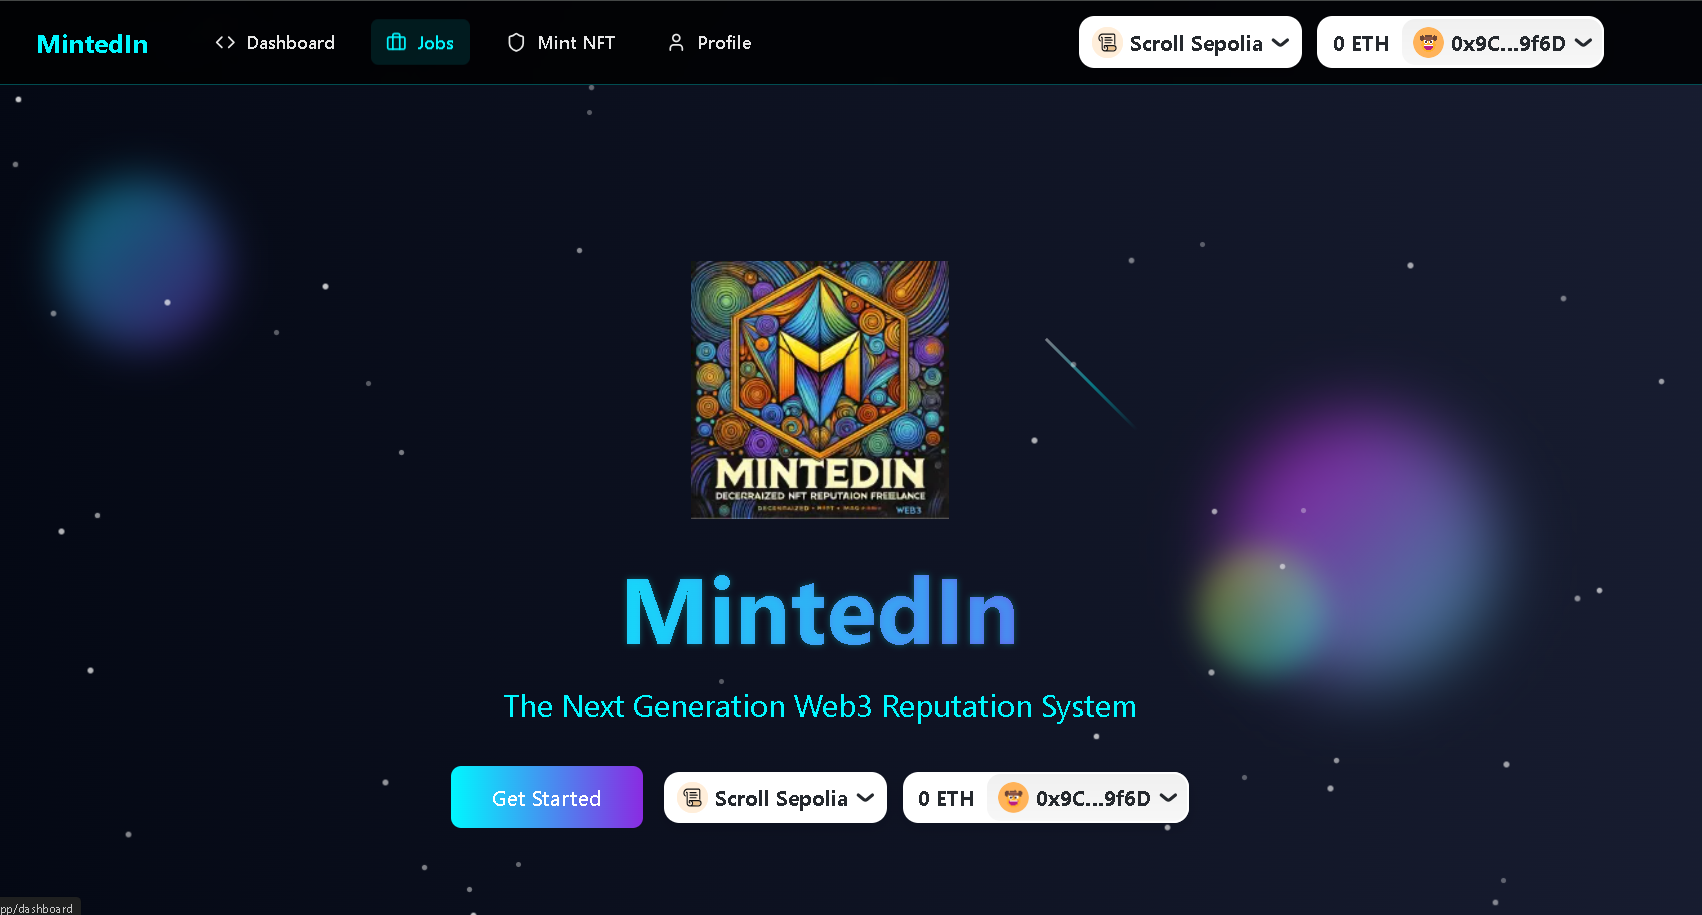 MintedIn
Dashboard
Jobs
Mint NFT
Profile
Scroll Sepolia
0 ETH
0x9C...9f6D
MINTEDIN
DECERRAIZED NFT REPUTAION FREELANCE
WEB3
MintedIn
The Next Generation Web3 Reputation System
Get Started
Scroll Sepolia
0 ETH
0x9C...9f6D
pp/dashboard